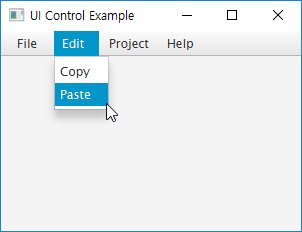 UI Control Example
File Edit Project Help
Copy
Paste